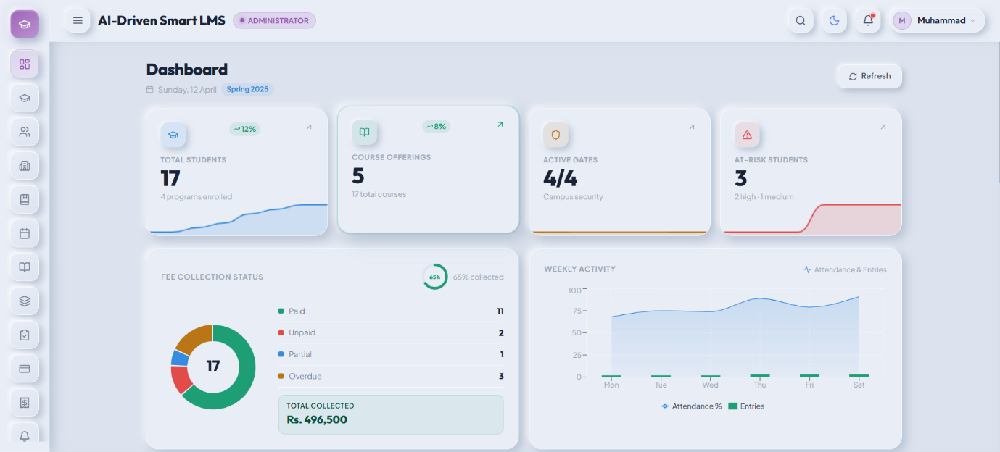 AI-Driven Smart LMS
ADMINISTRATOR
M
Muhammad
Dashboard
Sunday, 12 April
Spring 2025
Refresh
12%
TOTAL STUDENTS
17
4 programs enrolled
8%
COURSE OFFERINGS
5
17 total courses
ACTIVE GATES
4/4
Campus security
AT-RISK STUDENTS
3
2 high · 1 medium
FEE COLLECTION STATUS
65%
65% collected
17
Paid 11
Unpaid 2
Partial 1
Overdue 3
TOTAL COLLECTED
Rs. 496,500
WEEKLY ACTIVITY
Attendance & Entries
100
75
50
25
0
Mon Tue Wed Thu Fri Sat
Attendance % Entries